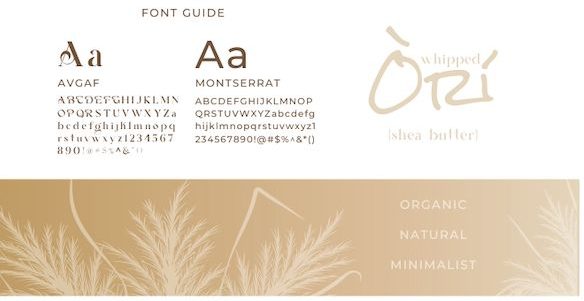 FONT GUIDE
Aa
AVGAF
ABCDEFGHIJKLMN
OPQRSTUVWXYZa
bcdefghijklmnopq
rstuvwxyz1234567
890!@#$%^&*()
Aa
MONTSERRAT
ABCDEFGHIJKLMNOP
QRSTUVWXYZabcdefg
hijklmnopqrstuvwxyz1
234567890!@#$%^&*()
whipped
Òrí
{shea butter}
ORGANIC
NATURAL
MINIMALIST